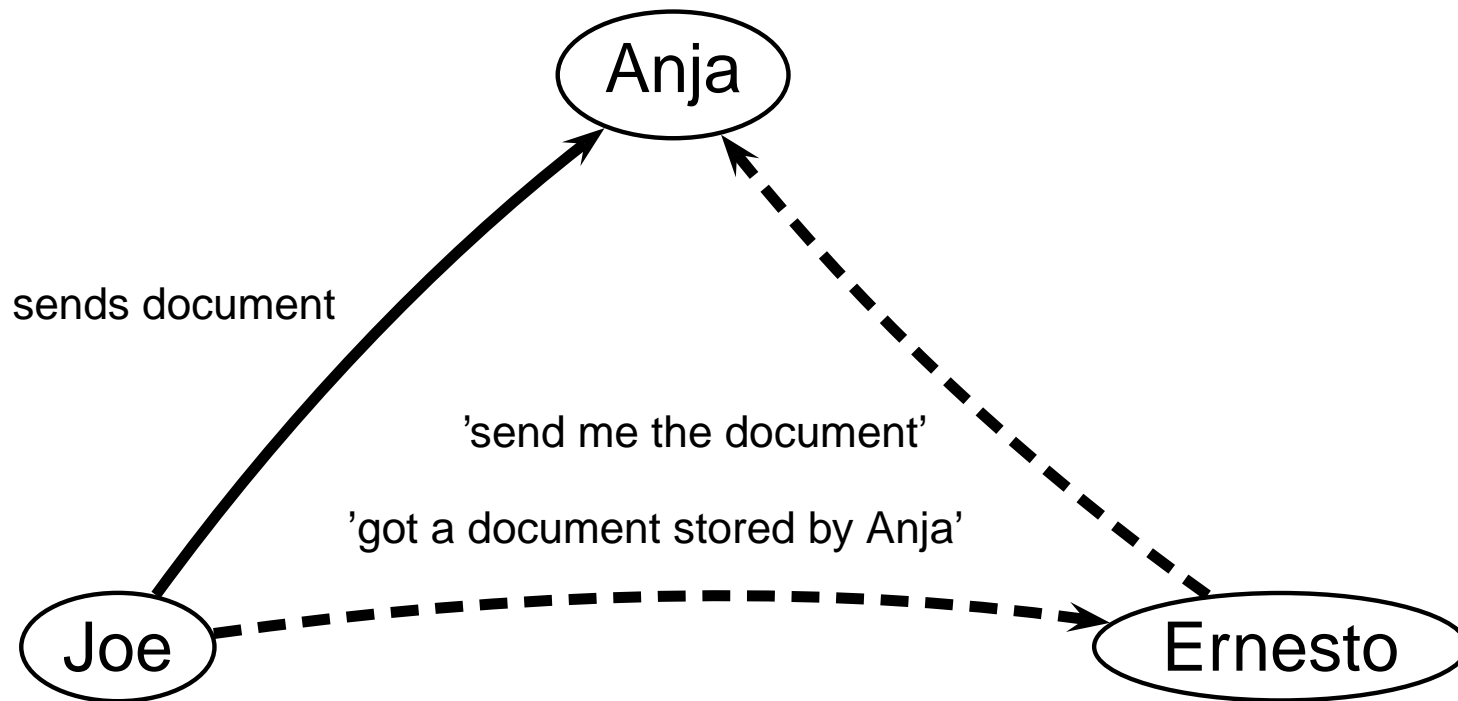 Anja
sends document
’send me the document’
’got a document stored by Anja’
Joe
Ernesto